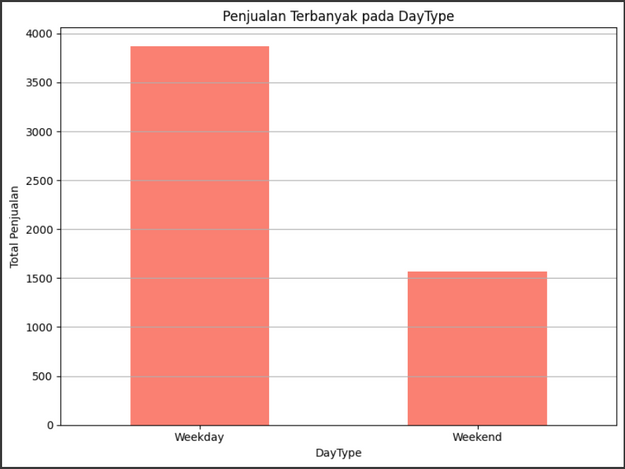 Penjualan Terbanyak pada DayType
4000
3500
3000
2500
2000
1500
1000
500
0
Total Penjualan
Weekday
Weekend
DayType